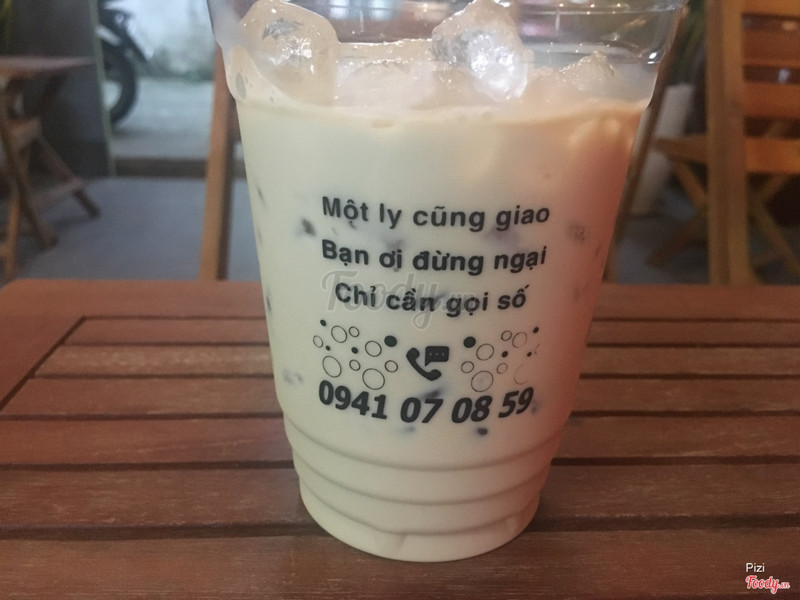 Một ly cũng giao
Bạn ơi đừng ngại
Chỉ cần gọi số
0941 07 08 59
Foody.vn
Pizi
Foody.vn